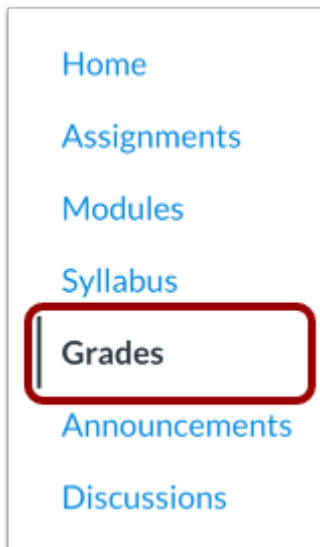 Home
Assignments
Modules
Syllabus
Grades
Announcements
Discussions